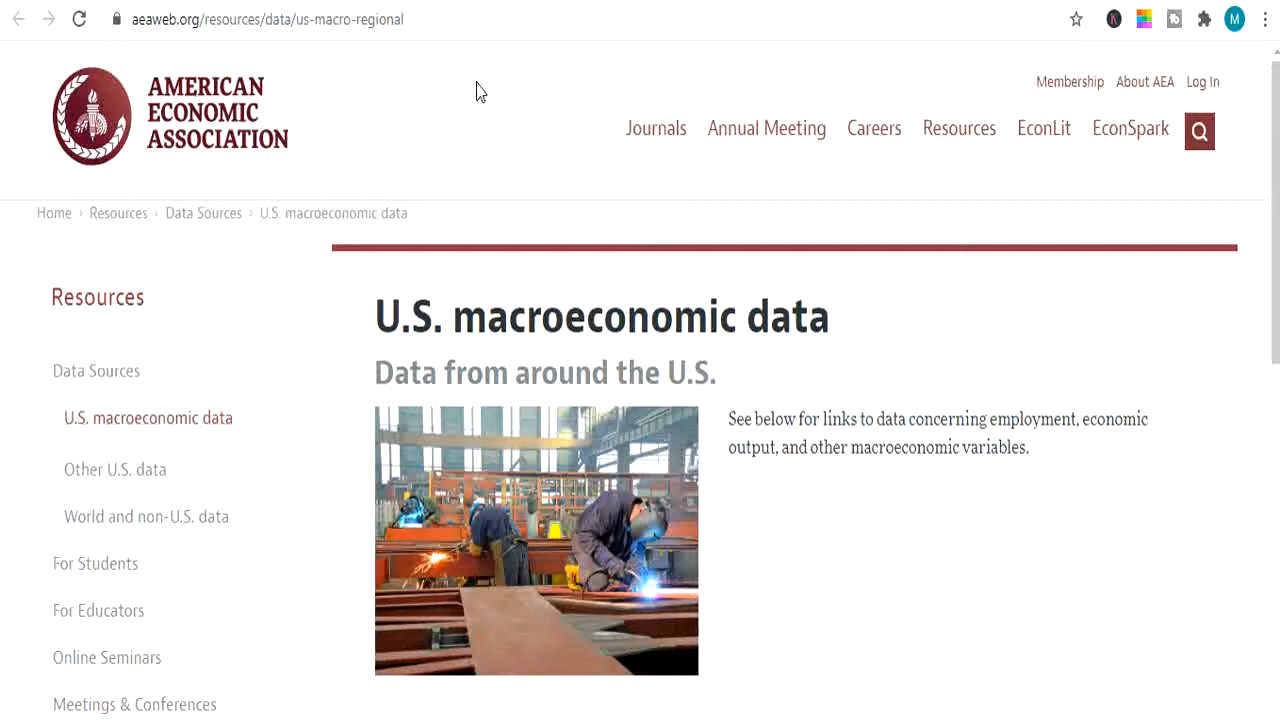 aeaweb.org/resources/data/us-macro-regional
M
AMERICAN
ECONOMIC
ASSOCIATION
Membership About AEA Log In
Journals Annual Meeting Careers Resources EconLit EconSpark
Home › Resources › Data Sources › U.S. macroeconomic data
Resources
Data Sources
U.S. macroeconomic data
Other U.S. data
World and non-U.S. data
For Students
For Educators
Online Seminars
Meetings & Conferences
U.S. macroeconomic data
Data from around the U.S.
See below for links to data concerning employment, economic
output, and other macroeconomic variables.